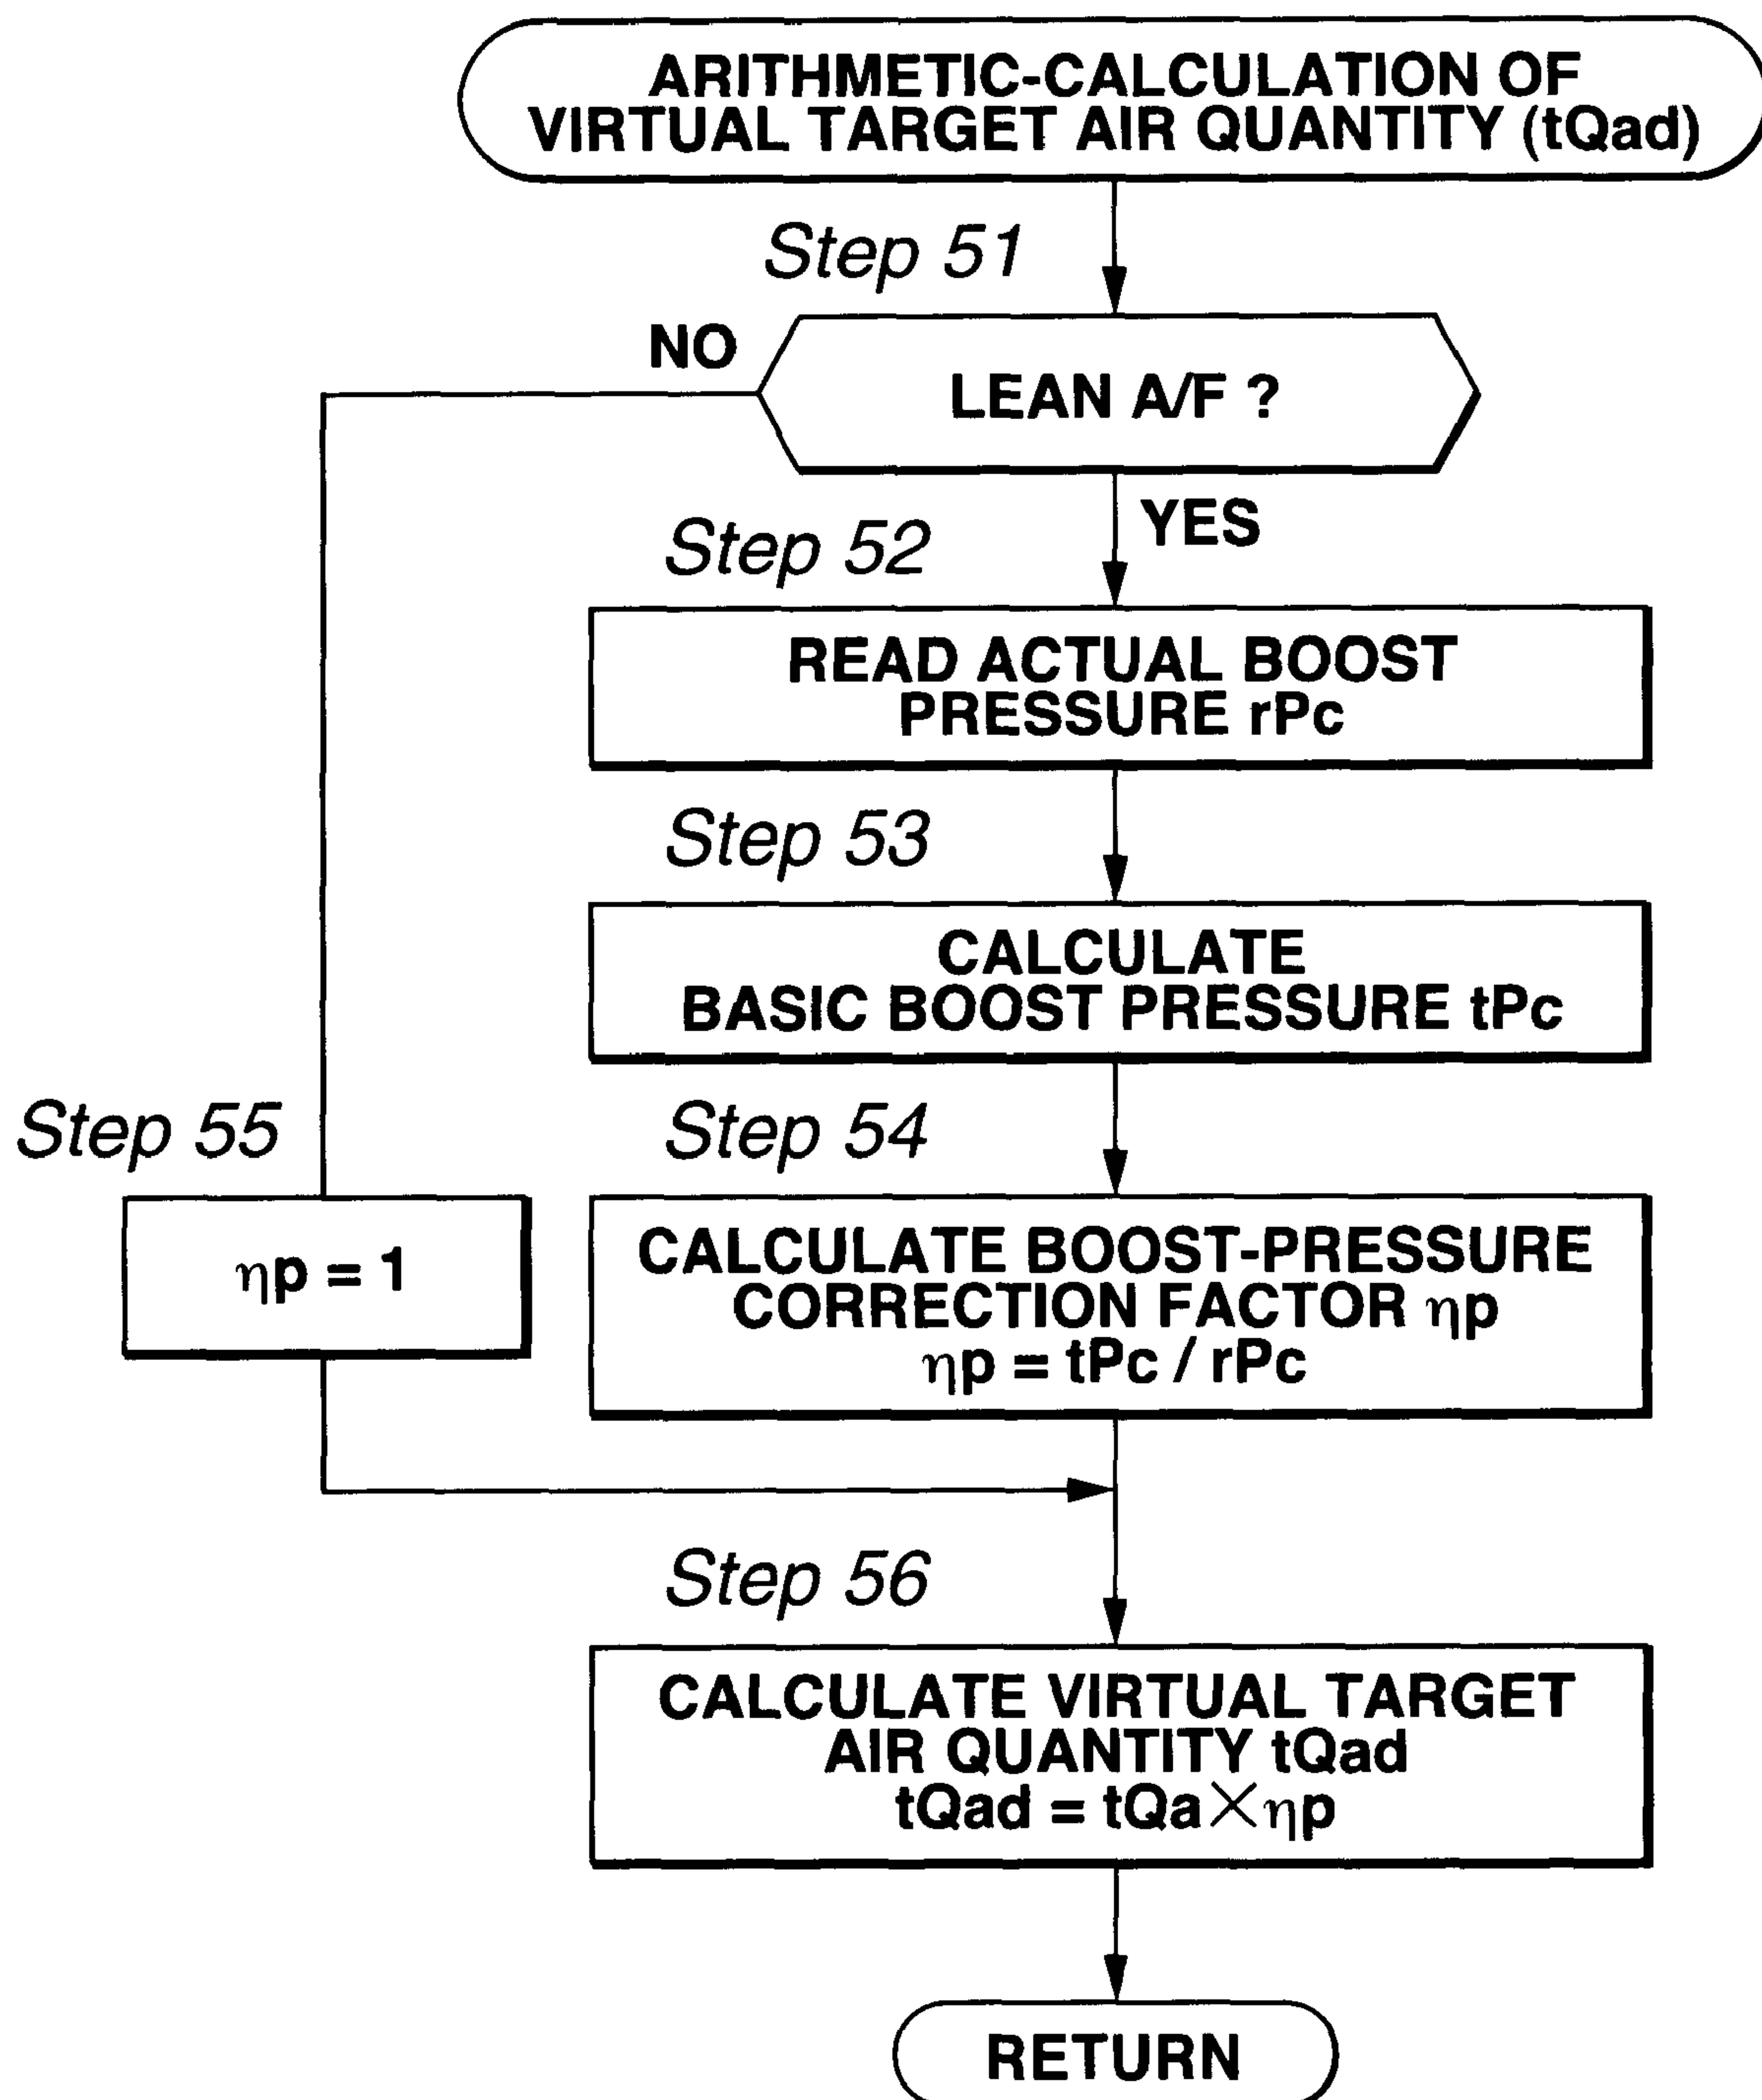 ARITHMETIC-CALCULATION OF
VIRTUAL TARGET AIR QUANTITY (tQad)
Step 51
NO
LEAN A/F ?
YES
Step 52
READ ACTUAL BOOST
PRESSURE rPc
Step 53
CALCULATE
BASIC BOOST PRESSURE tPc
Step 55
Step 54
ηp = 1
CALCULATE BOOST-PRESSURE
CORRECTION FACTOR ηp
ηp = tPc / rPc
Step 56
CALCULATE VIRTUAL TARGET
AIR QUANTITY tQad
tQad = tQa×ηp
RETURN